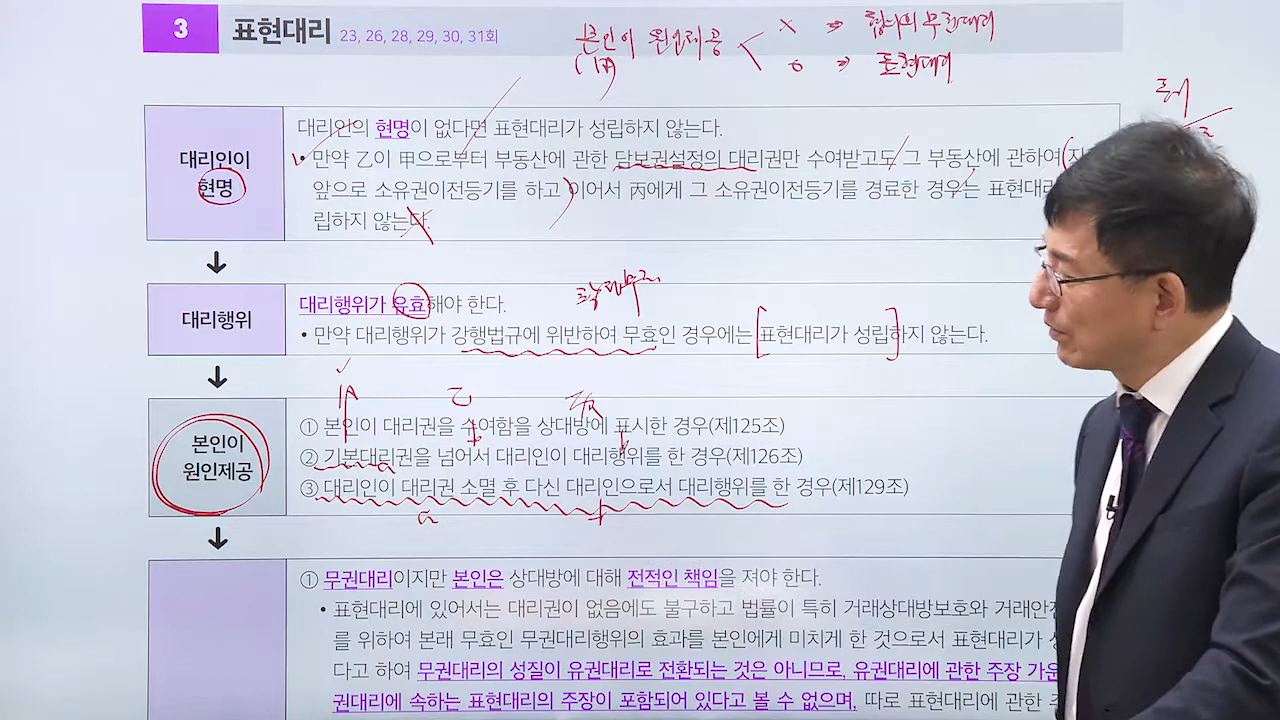 3 표현대리 23, 26, 28, 29, 30, 31회
본인이 원인제공 × ⇒ 협의의 무권대리
(甲) ○ ⇒ 표현대리
대리인이
현명
대리인의 현명이 없다면 표현대리가 성립하지 않는다.
• 만약 乙이 甲으로부터 부동산에 관한 담보권설정의 대리권만 수여받고도 그 부동산에 관하여
앞으로 소유권이전등기를 하고 이어서 丙에게 그 소유권이전등기를 경료한 경우는 표현대리
립하지 않는다.
대리행위
대리행위가 유효해야 한다.
• 만약 대리행위가 강행법규에 위반하여 무효인 경우에는 표현대리가 성립하지 않는다.
甲 乙
본인이
원인제공
① 본인이 대리권을 수여함을 상대방에 표시한 경우(제125조)
② 기본대리권을 넘어서 대리인이 대리행위를 한 경우(제126조)
③ 대리인이 대리권 소멸 후 다신 대리인으로서 대리행위를 한 경우(제129조)
① 무권대리이지만 본인은 상대방에 대해 전적인 책임을 져야 한다.
• 표현대리에 있어서는 대리권이 없음에도 불구하고 법률이 특히 거래상대방보호와 거래안전
를 위하여 본래 무효인 무권대리행위의 효과를 본인에게 미치게 한 것으로서 표현대리가
다고 하여 무권대리의 성질이 유권대리로 전환되는 것은 아니므로, 유권대리에 관한 주장 가운
권대리에 속하는 표현대리의 주장이 포함되어 있다고 볼 수 없으며, 따로 표현대리에 관한